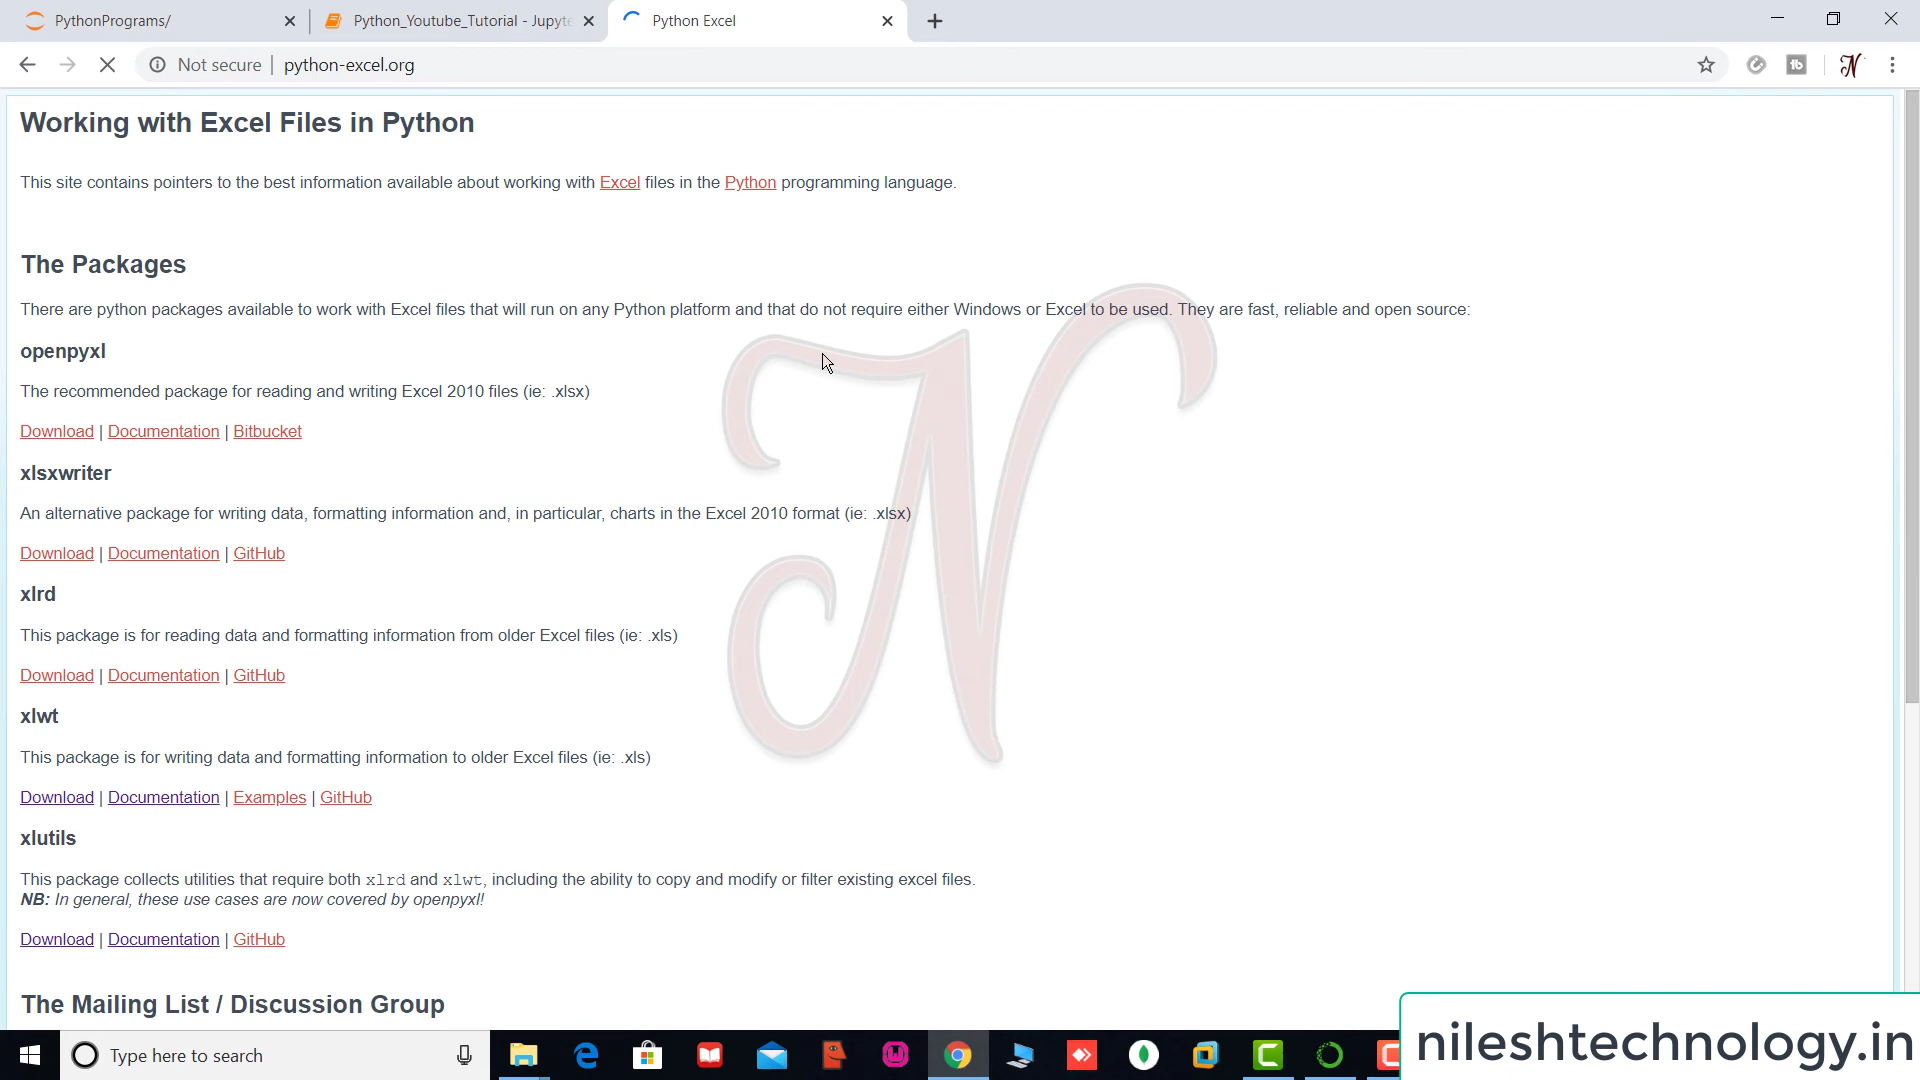 PythonPrograms/
Python_Youtube_Tutorial - Jupyte
Python Excel
Not secure
python-excel.org
Working with Excel Files in Python
This site contains pointers to the best information available about working with Excel files in the Python programming language.
The Packages
There are python packages available to work with Excel files that will run on any Python platform and that do not require either Windows or Excel to be used. They are fast, reliable and open source:
openpyxl
The recommended package for reading and writing Excel 2010 files (ie: .xlsx)
Download | Documentation | Bitbucket
xlsxwriter
An alternative package for writing data, formatting information and, in particular, charts in the Excel 2010 format (ie: .xlsx)
Download | Documentation | GitHub
xlrd
This package is for reading data and formatting information from older Excel files (ie: .xls)
Download | Documentation | GitHub
xlwt
This package is for writing data and formatting information to older Excel files (ie: .xls)
Download | Documentation | Examples | GitHub
xlutils
This package collects utilities that require both xlrd and xlwt, including the ability to copy and modify or filter existing excel files.
NB: In general, these use cases are now covered by openpyxl!
Download | Documentation | GitHub
The Mailing List / Discussion Group
N
Type here to search
nileshtechnology.in